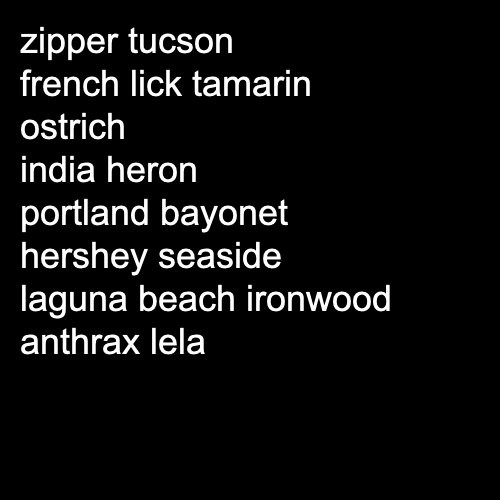 zipper tucson
french lick tamarin
ostrich
india heron
portland bayonet
hershey seaside
laguna beach ironwood
anthrax lela